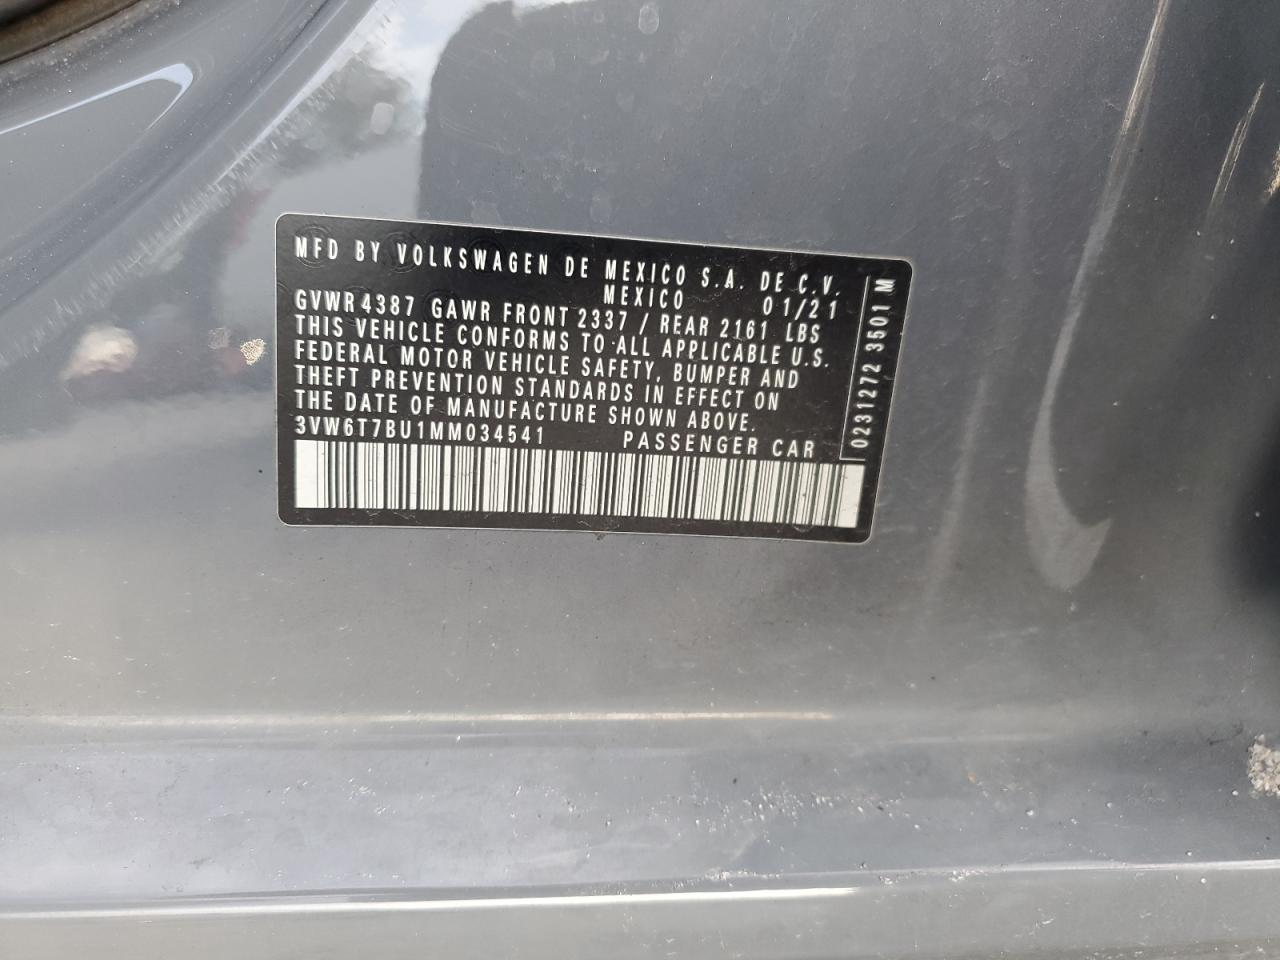 MFD BY VOLKSWAGEN DE MEXICO S.A. DE C.V.
MEXICO 01/21
GVWR 4387 GAWR FRONT 2337 / REAR 2161 LBS
THIS VEHICLE CONFORMS TO ALL APPLICABLE U.S.
FEDERAL MOTOR VEHICLE SAFETY, BUMPER AND
THEFT PREVENTION STANDARDS IN EFFECT ON
THE DATE OF MANUFACTURE SHOWN ABOVE.
3VW6T7BU1MM034541 PASSENGER CAR
0231272 3501 M